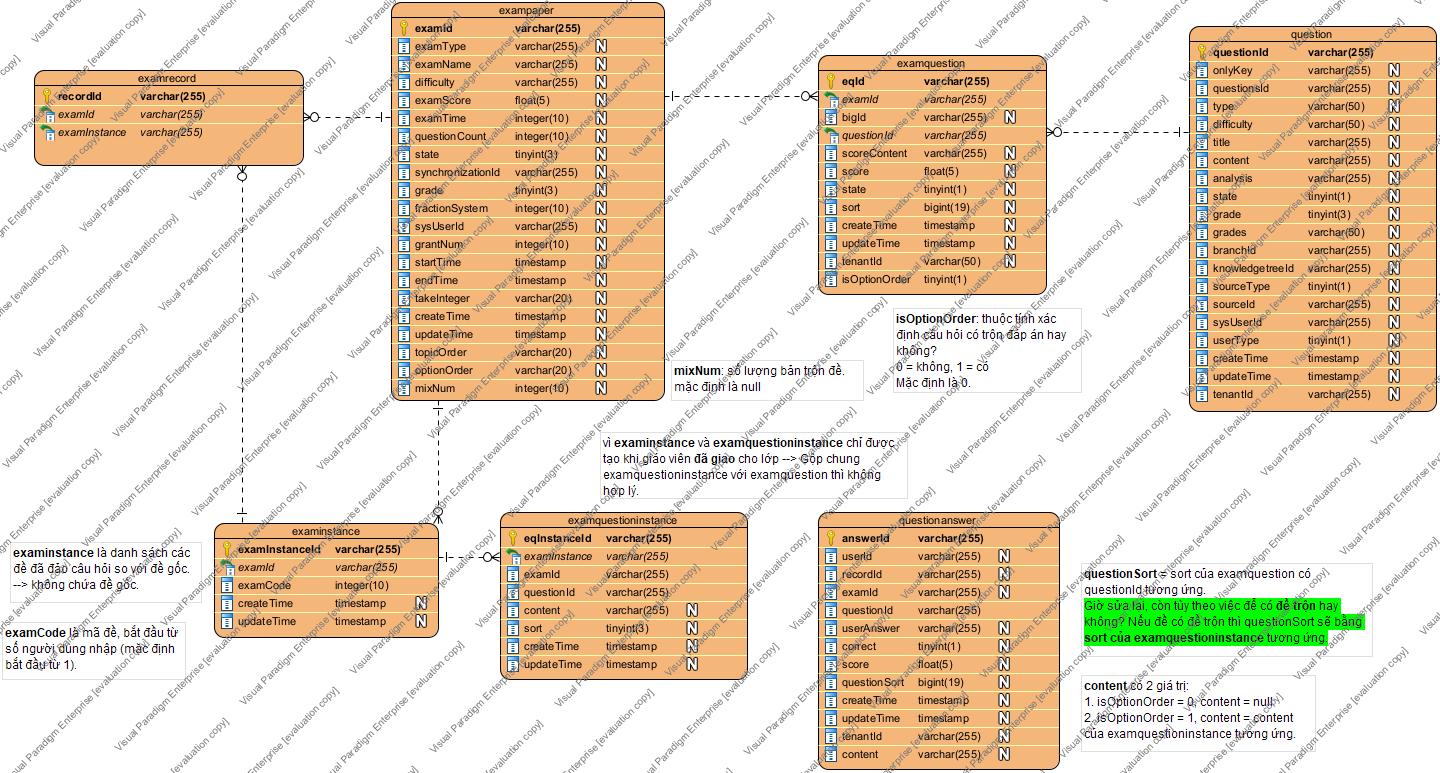 exampaper
examId varchar(255)
examType varchar(255) N
examName varchar(255) N
difficulty varchar(255) N
examScore float(5) N
examTime integer(10) N
questionCount integer(10) N
state tinyint(3) N
synchronizationId varchar(255) N
grade tinyint(3) N
fractionSystem integer(10) N
sysUserId varchar(255) N
grantNum integer(10) N
startTime timestamp N
endTime timestamp N
takeInteger varchar(20) N
createTime timestamp N
updateTime timestamp N
topicOrder varchar(20) N
optionOrder varchar(20) N
mixNum integer(10) N
examrecord
recordId varchar(255)
examId varchar(255)
examInstance varchar(255)
examquestion
eqId varchar(255)
examId varchar(255)
bigId varchar(255) N
questionId varchar(255)
scoreContent varchar(255) N
score float(5) N
state tinyint(1) N
sort bigint(19) N
createTime timestamp N
updateTime timestamp N
tenantId varchar(50) N
isOptionOrder tinyint(1)
question
questionId varchar(255)
onlyKey varchar(255) N
questionsId varchar(255) N
type varchar(50) N
difficulty varchar(50) N
title varchar(255) N
content varchar(255) N
analysis varchar(255) N
state tinyint(1) N
grade tinyint(3) N
grades varchar(50) N
branchId varchar(255) N
knowledgetreeId varchar(255) N
sourceType tinyint(1) N
sourceId varchar(255) N
sysUserId varchar(255) N
userType tinyint(1) N
createTime timestamp N
updateTime timestamp N
tenantId varchar(255) N
isOptionOrder: thuộc tính xác
định câu hỏi có trộn đáp án hay
không?
0 = không, 1 = có
Mặc định là 0.
mixNum: số lượng bản trộn đề.
mặc định là null
vì examinstance và examquestioninstance chỉ được
tạo khi giáo viên đã giao cho lớp --> Gộp chung
examquestioninstance với examquestion thì không
hợp lý.
examinstance là danh sách các
đề đã đảo câu hỏi so với đề gốc.
--> không chứa đề gốc.
examCode là mã đề, bắt đầu từ
số người dùng nhập (mặc định
bắt đầu từ 1).
examinstance
examInstanceId varchar(255)
examId varchar(255)
examCode integer(10)
createTime timestamp N
updateTime timestamp N
examquestioninstance
eqInstanceId varchar(255)
examInstance varchar(255)
examId varchar(255)
questionId varchar(255)
content varchar(255) N
sort tinyint(3) N
createTime timestamp N
updateTime timestamp N
questionanswer
answerId varchar(255)
userId varchar(255) N
recordId varchar(255) N
examId varchar(255) N
questionId varchar(255)
userAnswer varchar(255) N
correct tinyint(1) N
score float(5) N
questionSort bigint(19) N
createTime timestamp N
updateTime timestamp N
tenantId varchar(255) N
content varchar(255) N
questionSort = sort của examquestion có
questionId tương ứng.
Giờ sửa lại, còn tùy theo việc đề có đề trộn hay
không? Nếu đề có đề trộn thì questionSort sẽ bằng
sort của examquestioninstance tương ứng.
content có 2 giá trị:
1. isOptionOrder = 0, content = null.
2. isOptionOrder = 1, content = content
của examquestioninstance tương ứng.
Visual Paradigm Enterprise [evaluation copy]